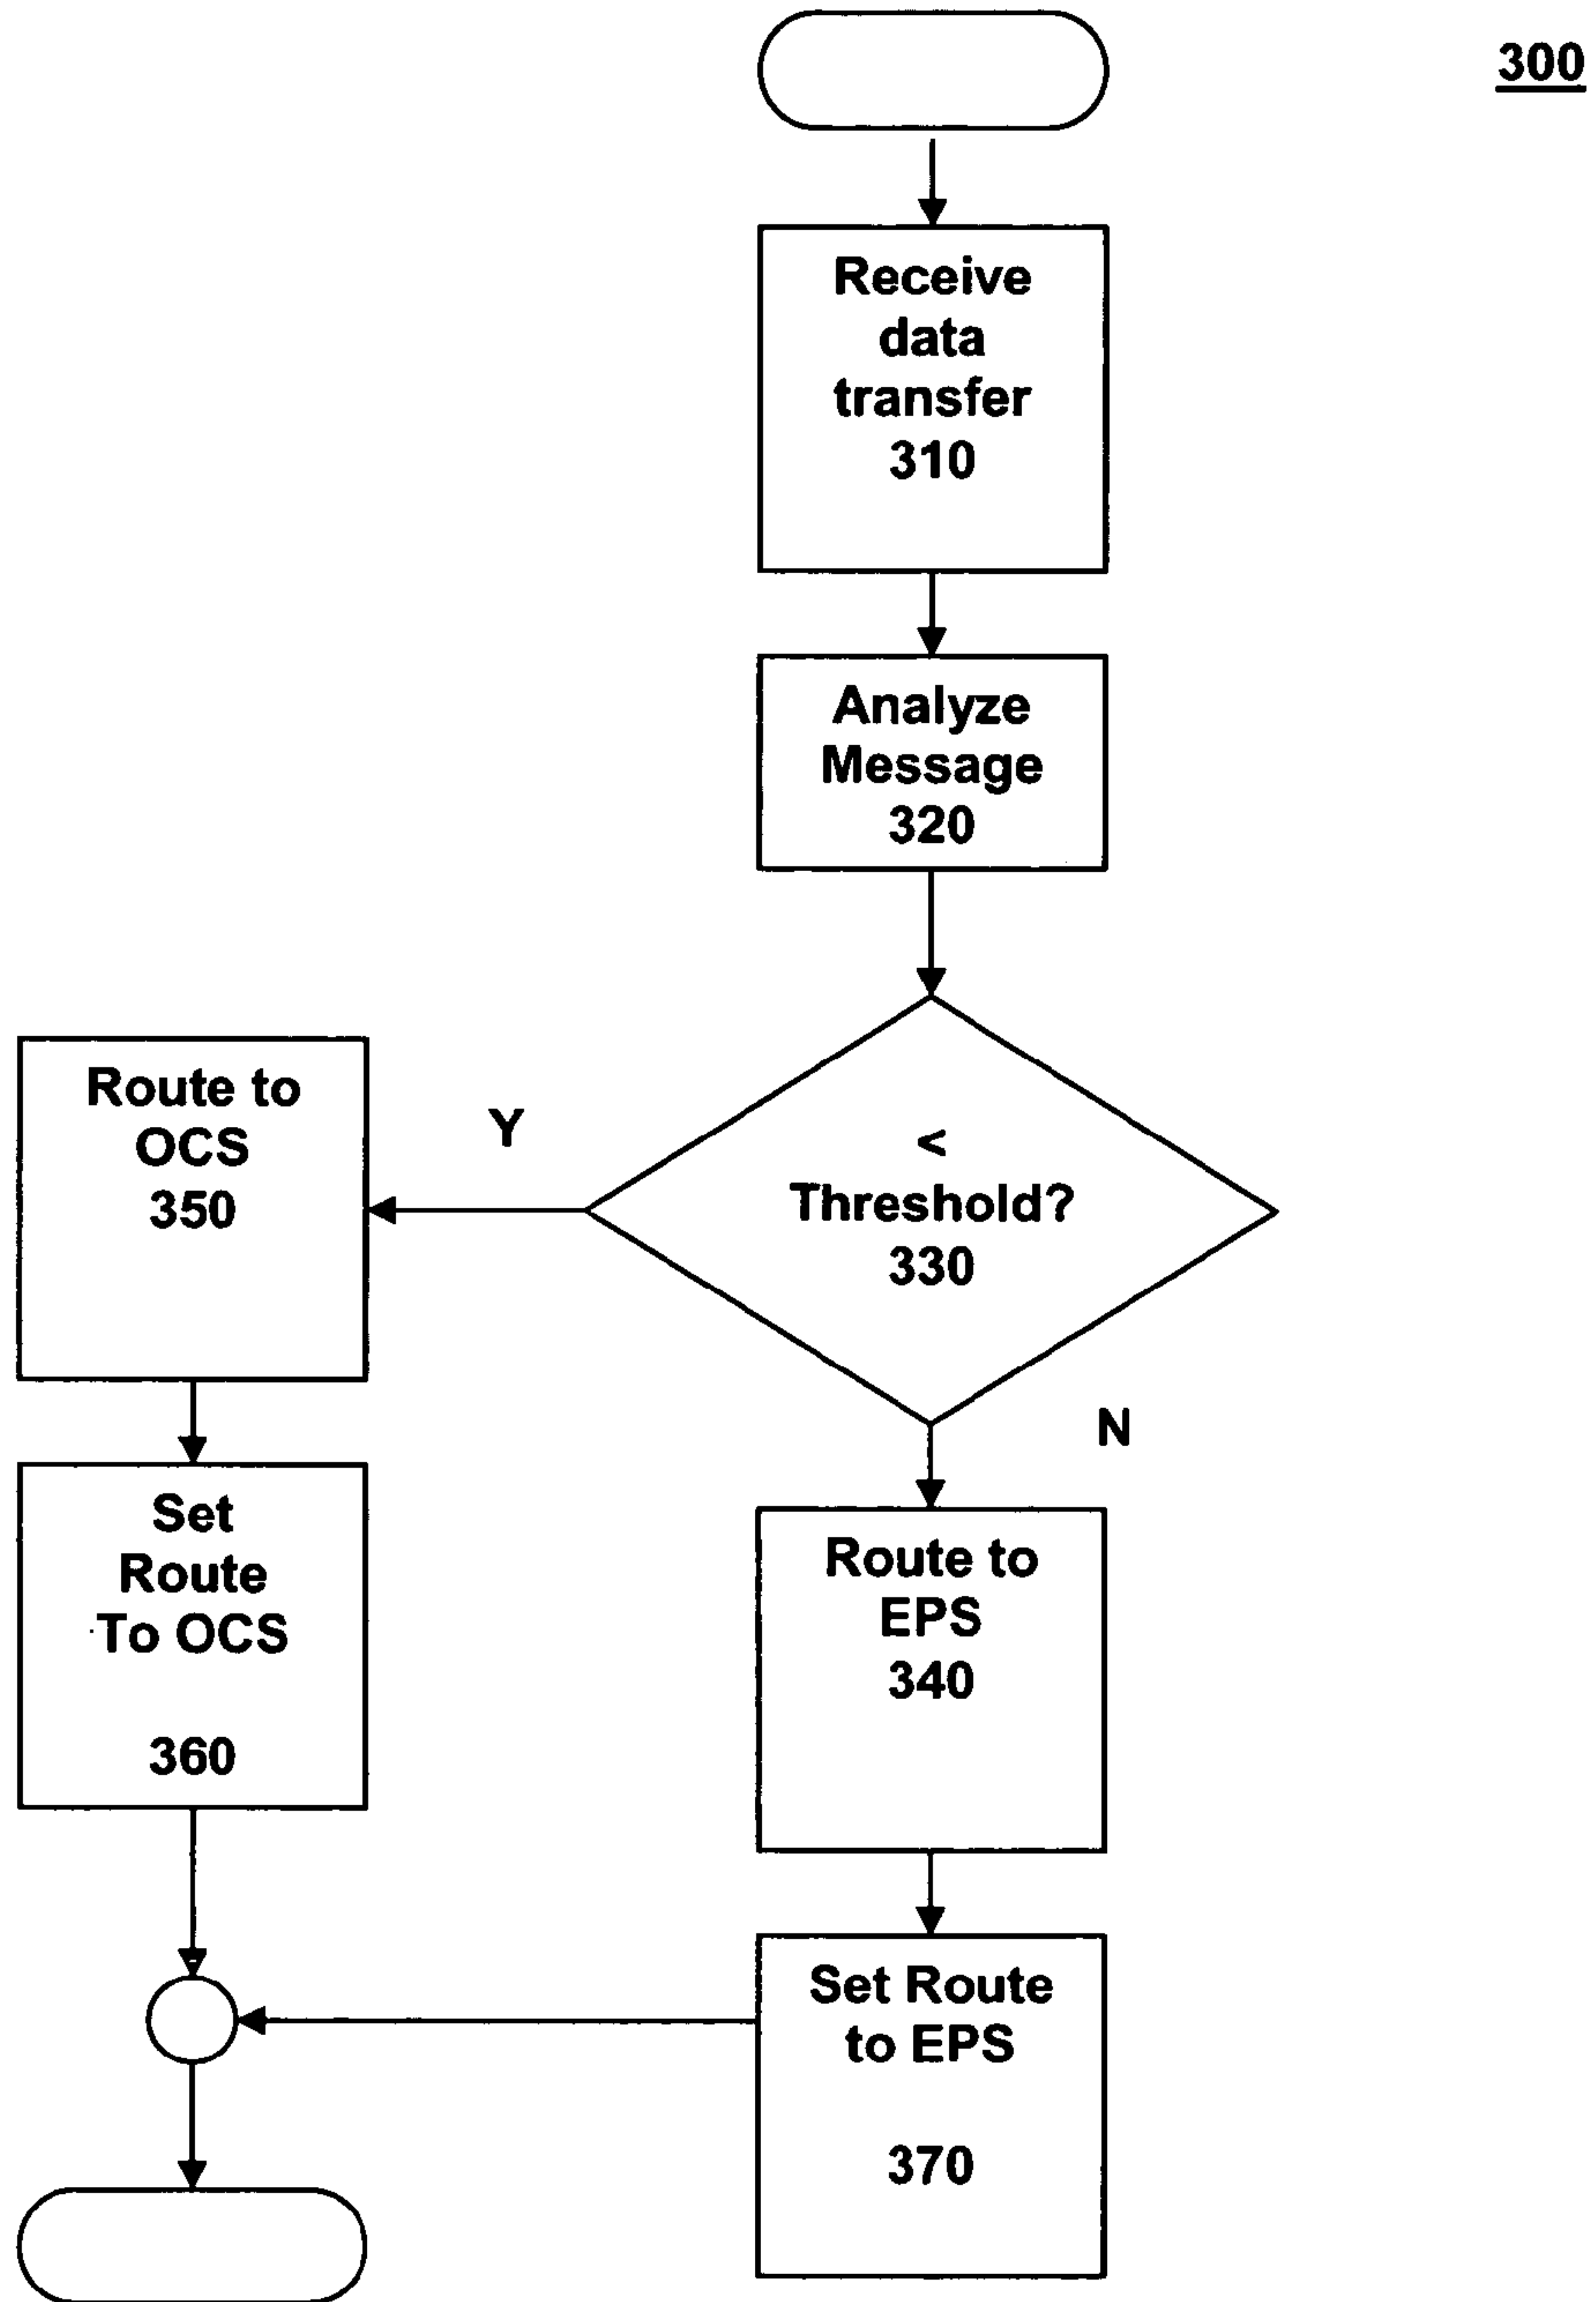 300
Receive
data
transfer
310
Analyze
Message
320
<
Threshold?
330
Y
N
Route to
OCS
350
Set
Route
To OCS
360
Route to
EPS
340
Set Route
to EPS
370